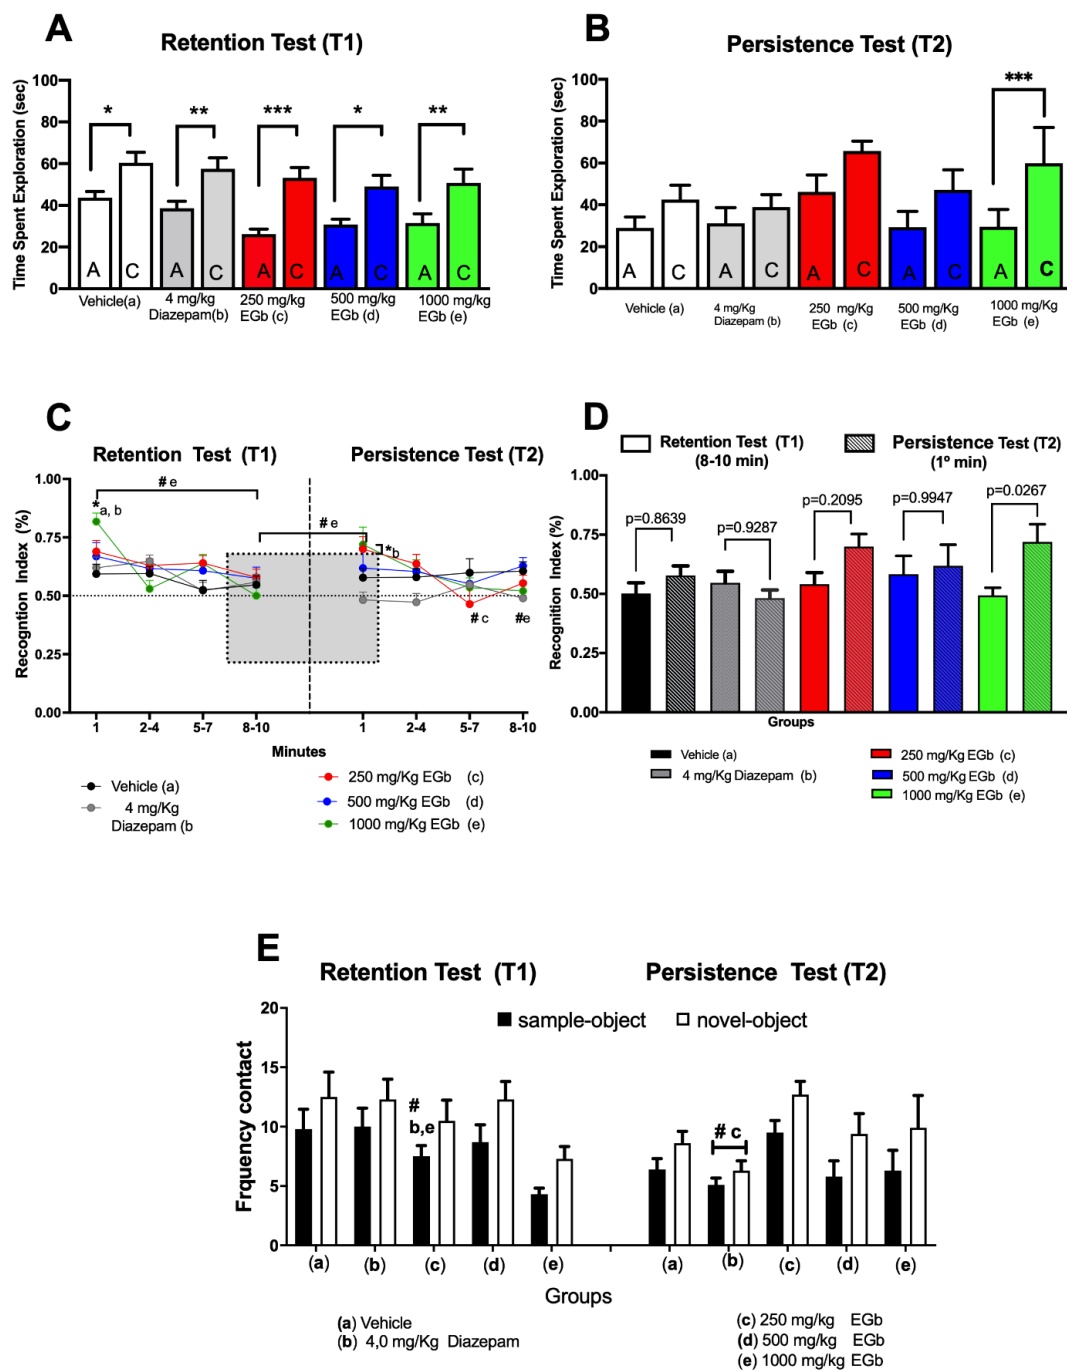 A
Retention Test (T1)
Time Spent Exploration (sec)
100
80
60
40
20
0
*
**
***
*
**
A C A C A C A C A C
Vehicle(a)
4 mg/kg
Diazepam(b)
250 mg/kg
EGb (c)
500 mg/kg
EGb (d)
1000 mg/kg
EGb (e)
B
Persistence Test (T2)
Time Spent Exploration (sec)
100
80
60
40
20
0
***
A C A C A C A C A C
Vehicle (a)
4 mg/Kg
Diazepam (b)
250 mg/Kg
EGb (c)
500 mg/Kg
EGb (d)
1000 mg/Kg
EGb (e)
C
Retention Test (T1)
Persistence Test (T2)
Recognition Index (%)
1.00
0.75
0.50
0.25
0.00
# e
*a, b
# e
*b
# c
#e
1 2-4 5-7 8-10 1 2-4 5-7 8-10
Minutes
Vehicle (a)
4 mg/Kg
Diazepam (b
250 mg/Kg EGb (c)
500 mg/Kg EGb (d)
1000 mg/Kg EGb (e)
D
Retention Test (T1)
(8-10 min)
Persistence Test (T2)
(1º min)
Recognition Index (%)
1.00
0.75
0.50
0.25
0.00
p=0.8639
p=0.9287
p=0.2095
p=0.9947
p=0.0267
Groups
Vehicle (a)
4 mg/Kg Diazepam (b)
250 mg/Kg EGb (c)
500 mg/Kg EGb (d)
1000 mg/Kg EGb (e)
E
Retention Test (T1)
Persistence Test (T2)
Frquency contact
20
15
10
5
0
sample-object
novel-object
#
b,e
# c
(a) (b) (c) (d) (e) (a) (b) (c) (d) (e)
Groups
(a) Vehicle
(b) 4,0 mg/Kg Diazepam
(c) 250 mg/kg EGb
(d) 500 mg/kg EGb
(e) 1000 mg/kg EGb